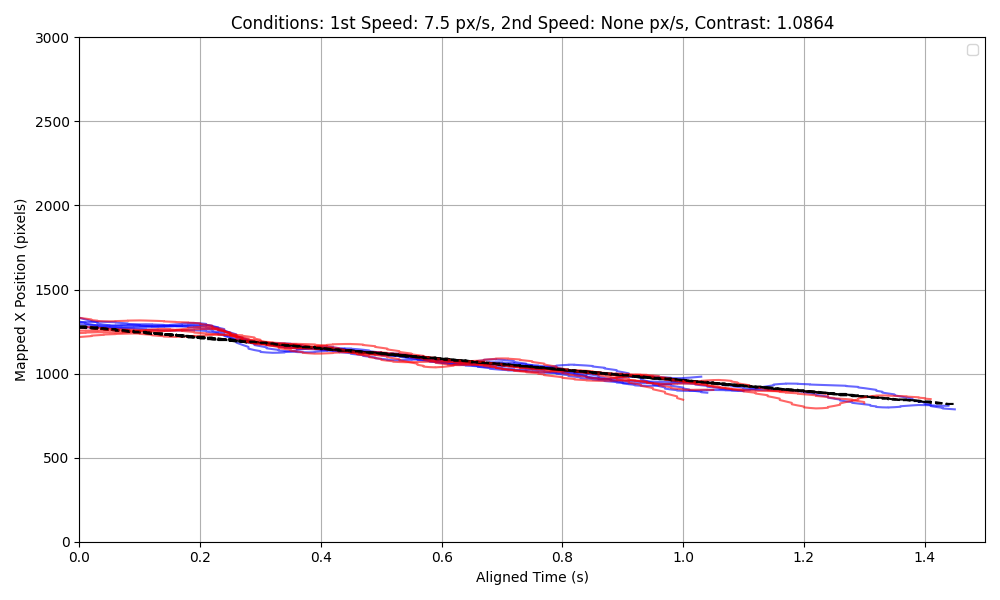 Conditions: 1st Speed: 7.5 px/s, 2nd Speed: None px/s, Contrast: 1.0864
3000
2500
2000
1500
1000
500
0
Mapped X Position (pixels)
0.0 0.2 0.4 0.6 0.8 1.0 1.2 1.4
Aligned Time (s)